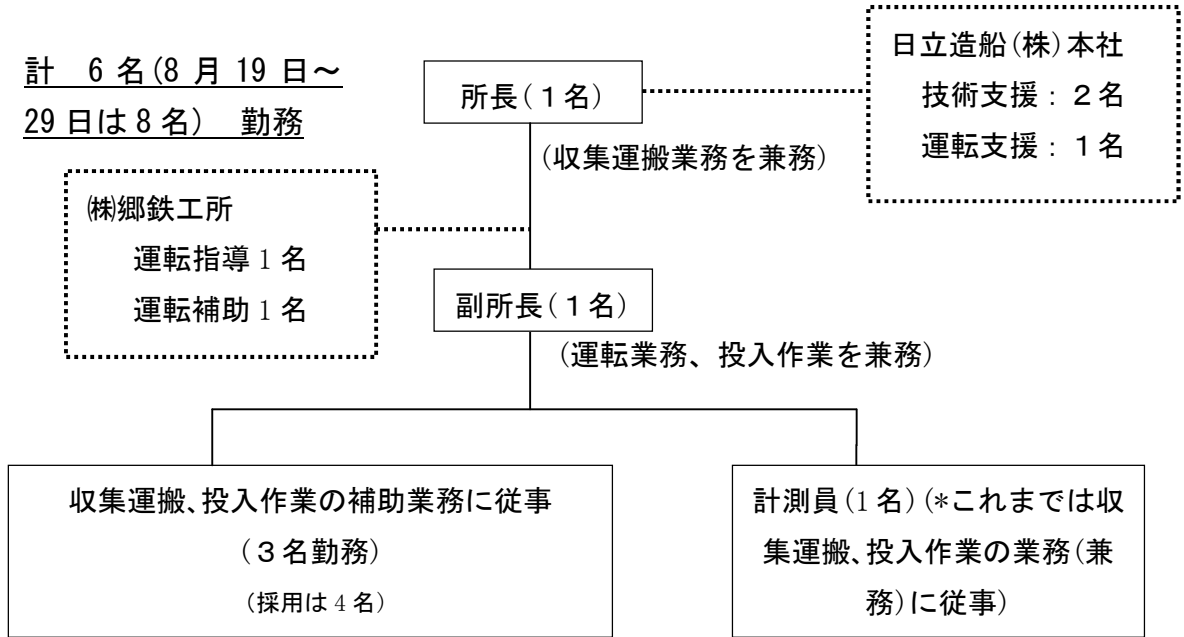 計　6名(8月19日～
29日は8名)　勤務
日立造船(株)本社
技術支援：２名
運転支援：１名
所長(１名)
(収集運搬業務を兼務)
㈱郷鉄工所
運転指導1名
運転補助1名
副所長(１名)
(運転業務、投入作業を兼務)
収集運搬、投入作業の補助業務に従事
(３名勤務)
(採用は4名)
計測員(1名)(*これまでは収
集運搬、投入作業の業務(兼
務)に従事)